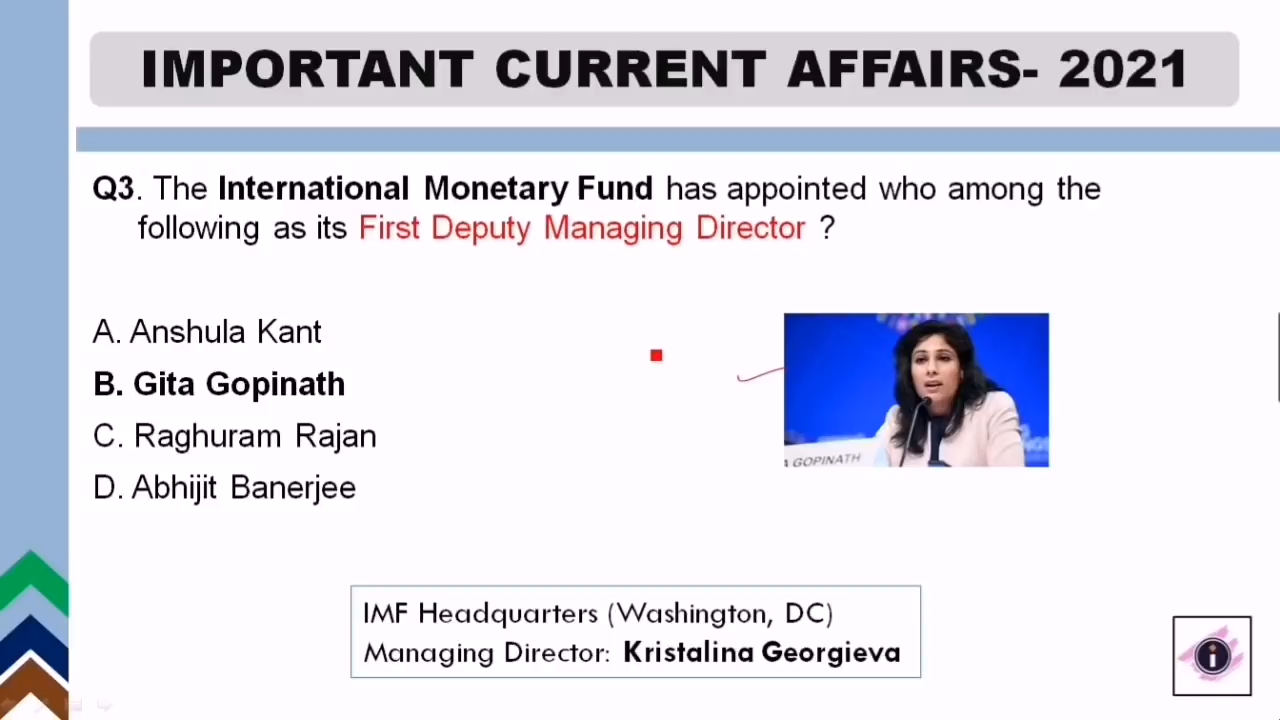 IMPORTANT CURRENT AFFAIRS- 2021
Q3. The International Monetary Fund has appointed who among the
following as its First Deputy Managing Director ?
A. Anshula Kant
B. Gita Gopinath
C. Raghuram Rajan
D. Abhijit Banerjee
A GOPINATH
IMF Headquarters (Washington, DC)
Managing Director: Kristalina Georgieva
i